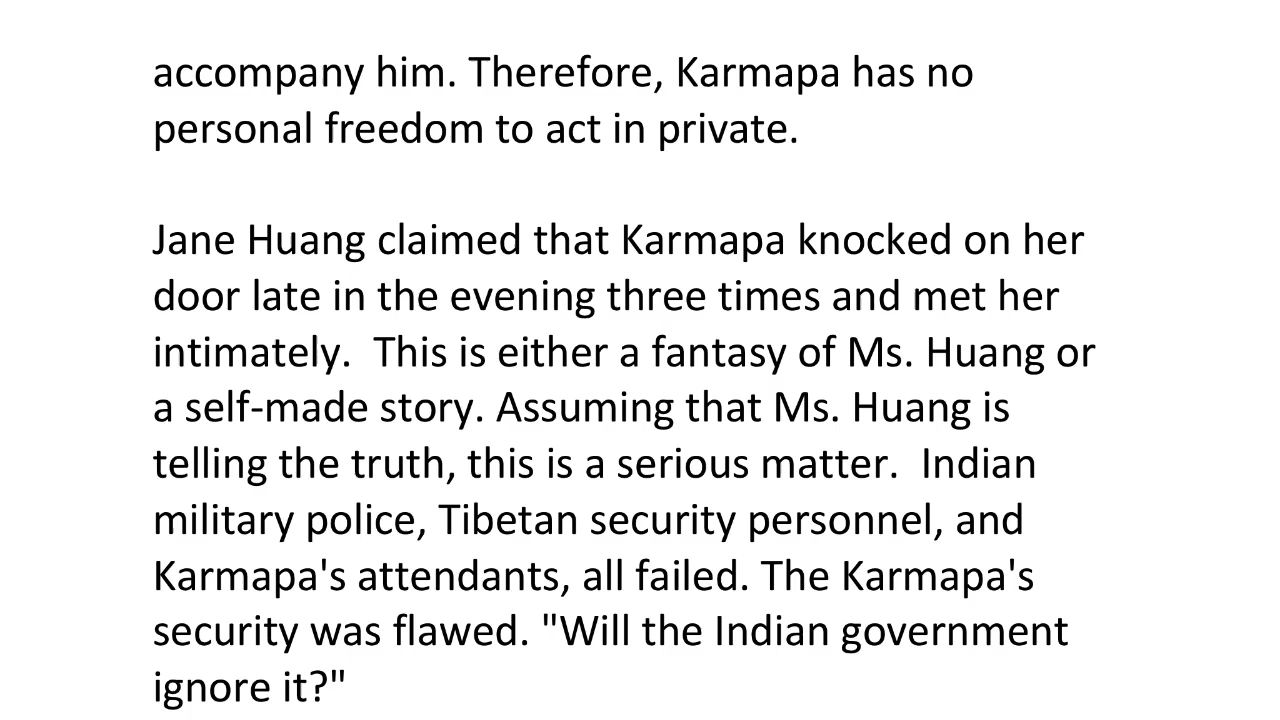 accompany him. Therefore, Karmapa has no
personal freedom to act in private.
Jane Huang claimed that Karmapa knocked on her
door late in the evening three times and met her
intimately.  This is either a fantasy of Ms. Huang or
a self-made story. Assuming that Ms. Huang is
telling the truth, this is a serious matter.  Indian
military police, Tibetan security personnel, and
Karmapa's attendants, all failed. The Karmapa's
security was flawed. "Will the Indian government
ignore it?"